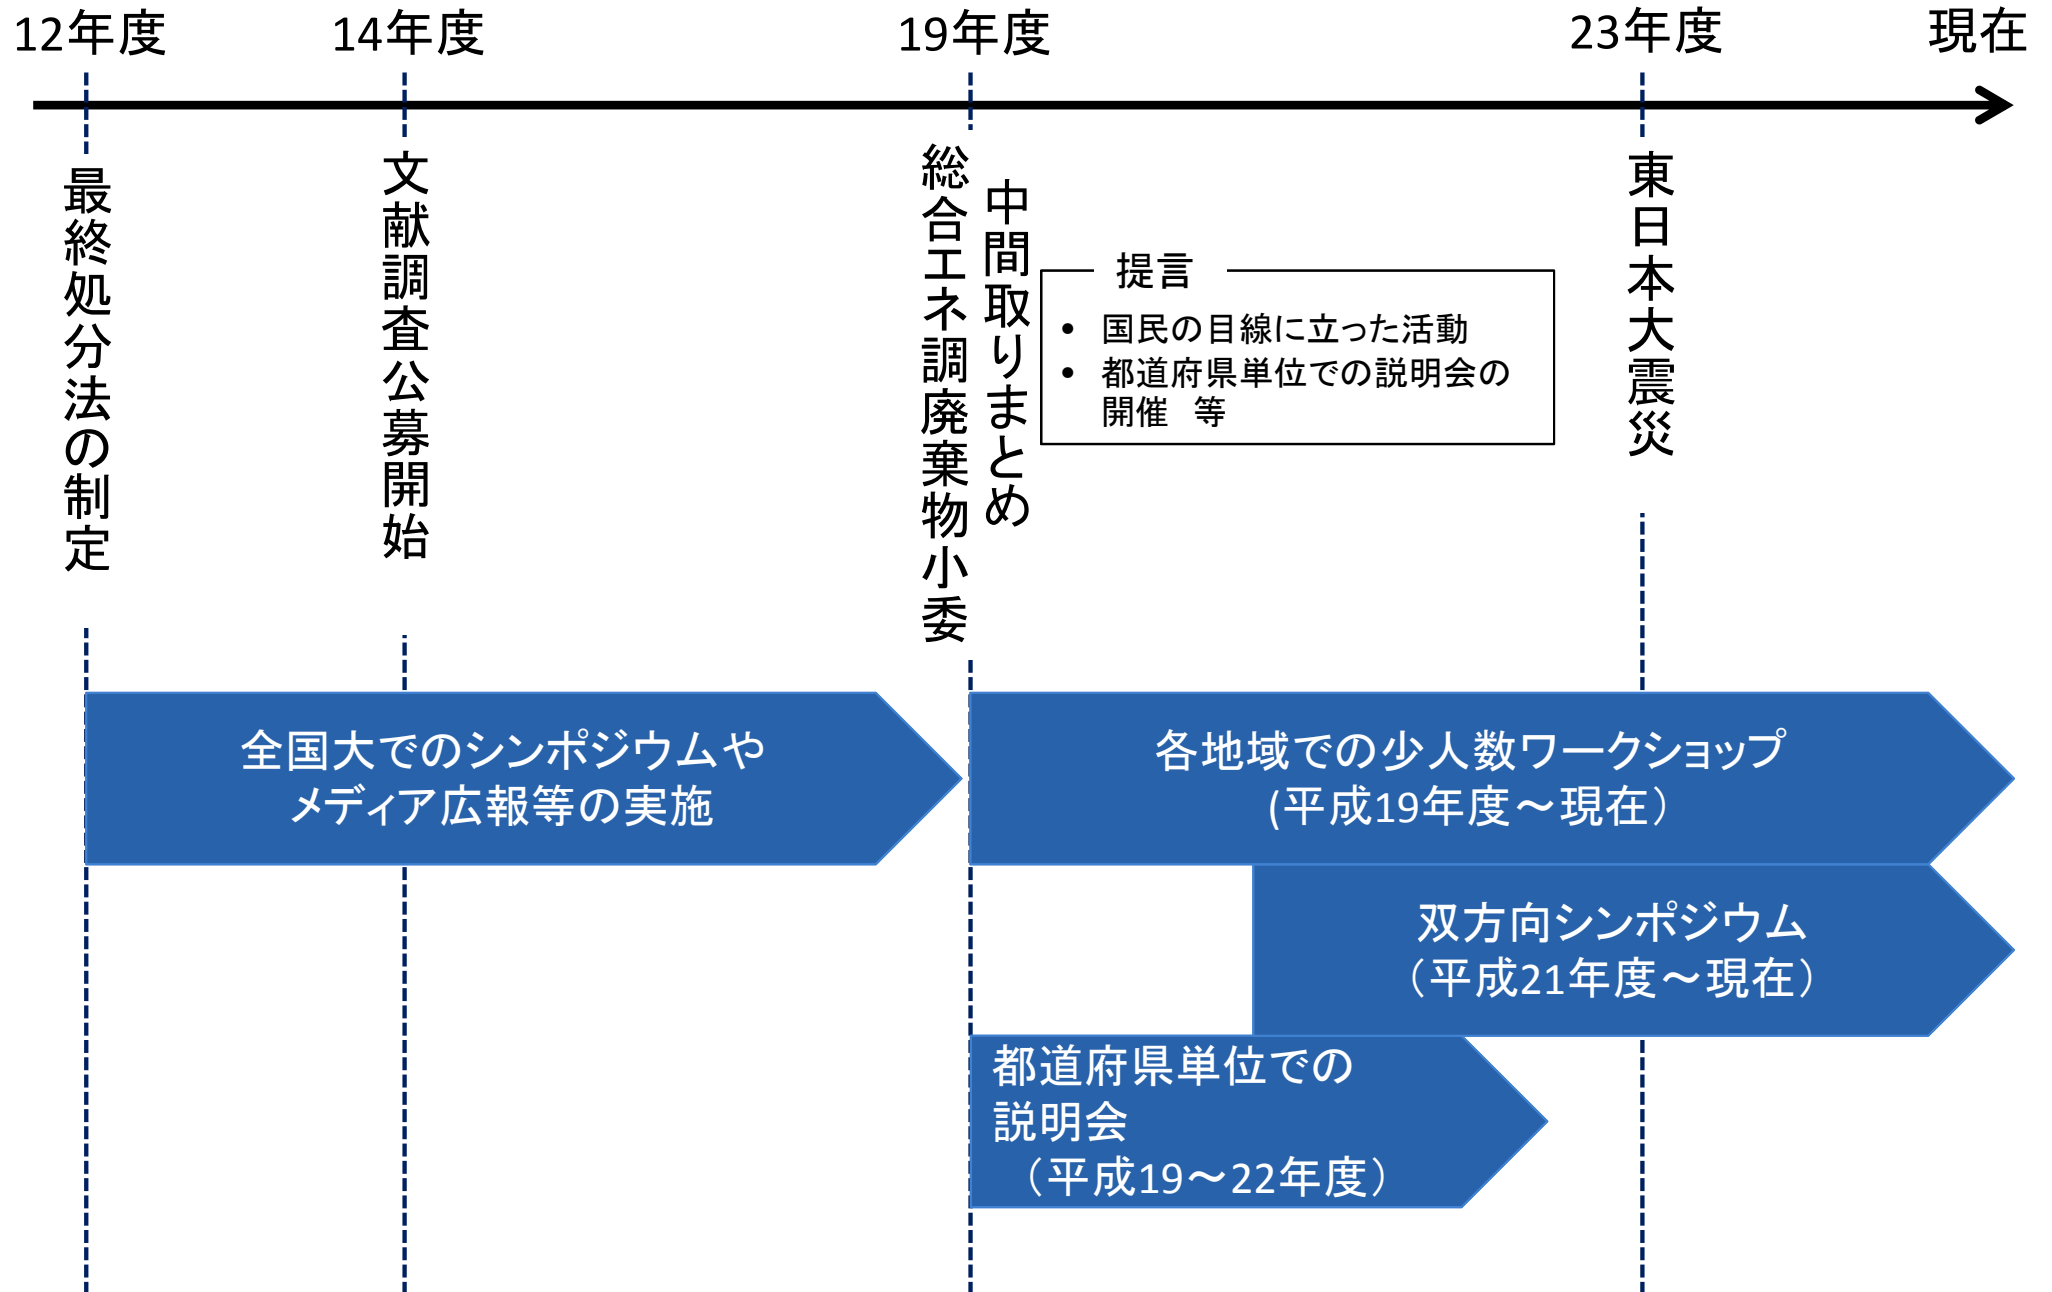 12年度
14年度
19年度
23年度
現在
最終処分法の制定
文献調査公募開始
総合エネ調廃棄物小委
中間取りまとめ
提言
• 国民の目線に立った活動
• 都道府県単位での説明会の
開催 等
東日本大震災
全国大でのシンポジウムや
メディア広報等の実施
各地域での少人数ワークショップ
(平成19年度～現在）
双方向シンポジウム
（平成21年度～現在）
都道府県単位での
説明会
（平成19～22年度）